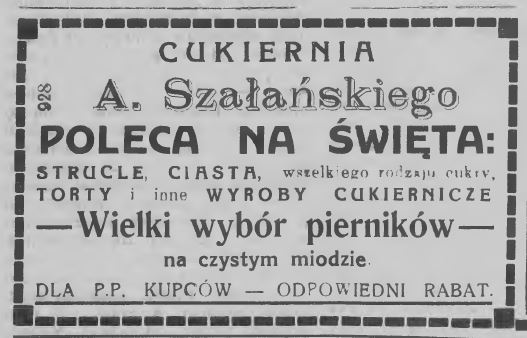 CUKIERNIA
928
A. Szałańskiego
POLECA NA ŚWIĘTA:
STRUCLE, CIASTA, wszelkiego rodzaju cukry,
TORTY i inne WYROBY CUKIERNICZE
—Wielki wybór pierników—
na czystym miodzie.
DLA P.P. KUPCÓW — ODPOWIEDNI RABAT.